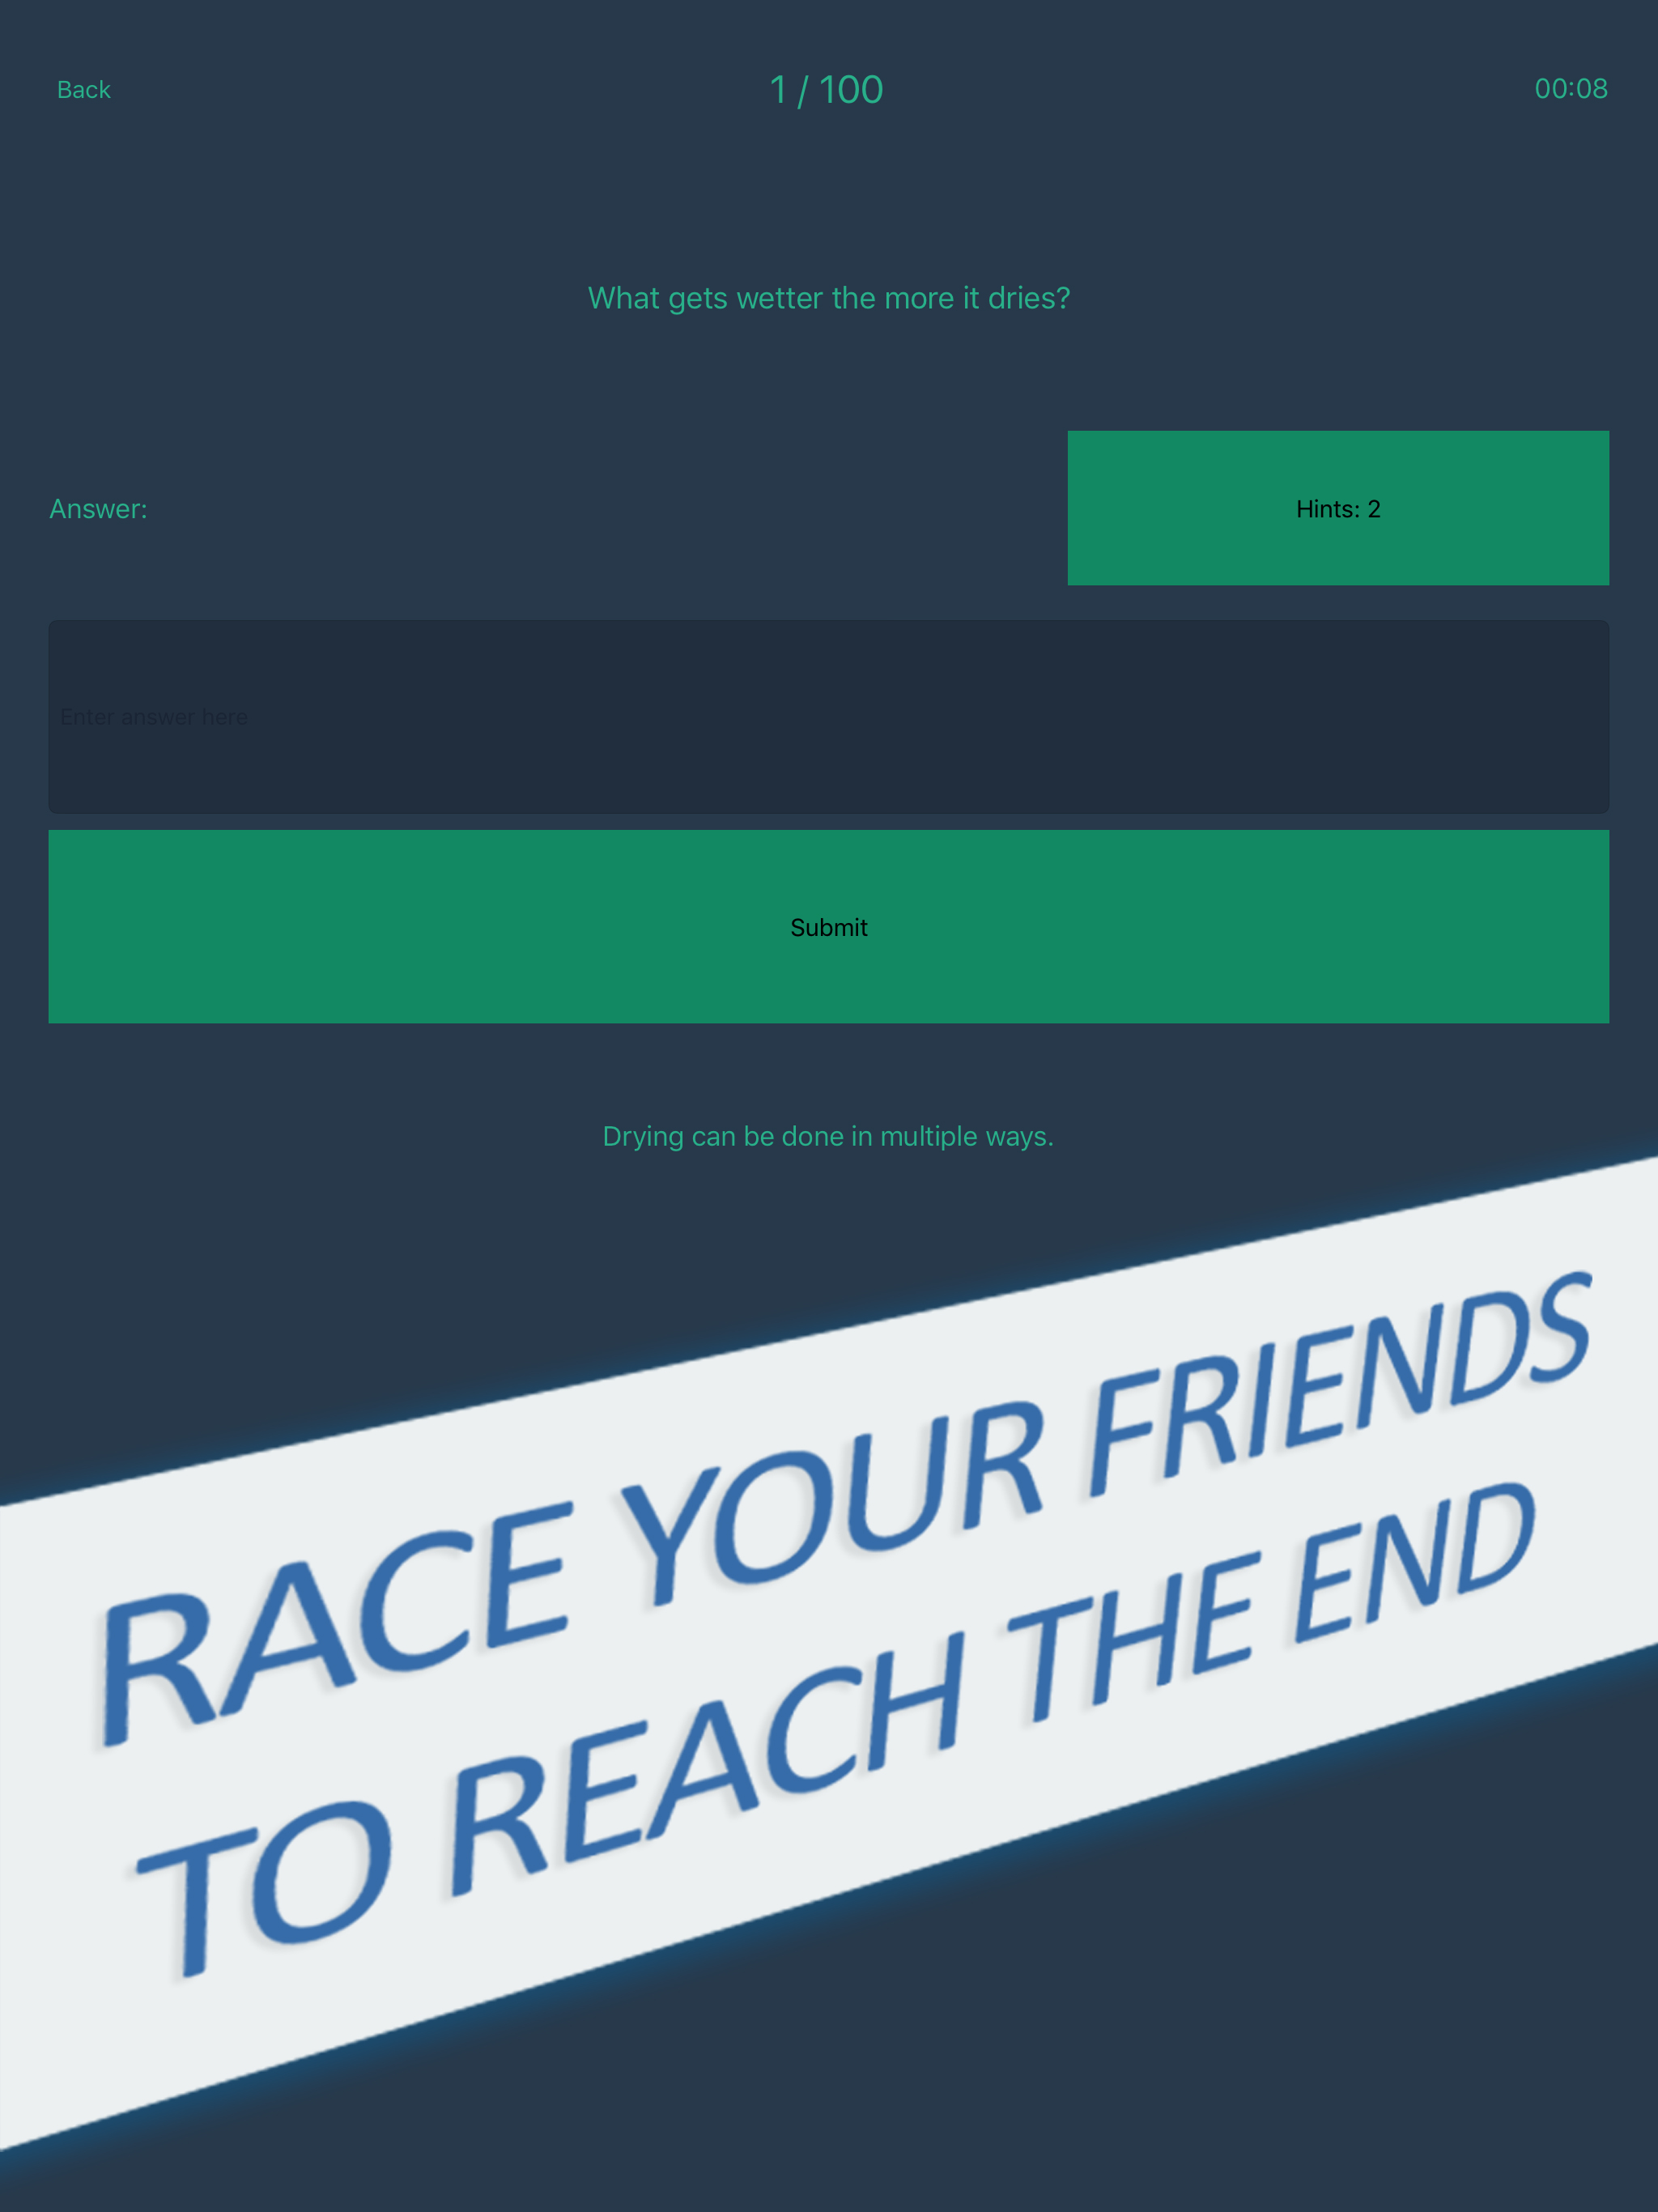 Back
1 / 100
00:08
What gets wetter the more it dries?
Answer:
Hints: 2
Enter answer here
Submit
Drying can be done in multiple ways.
RACE YOUR FRIENDS
TO REACH THE END